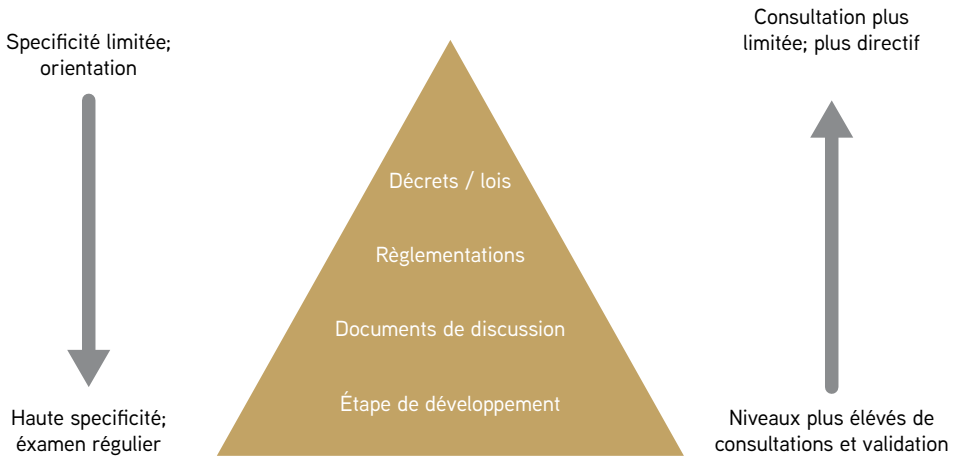 Specificité limitée;
orientation
Consultation plus
limitée; plus directif
Décrets / lois
Règlementations
Documents de discussion
Étape de développement
Haute specificité;
éxamen régulier
Niveaux plus élévés de
consultations et validation